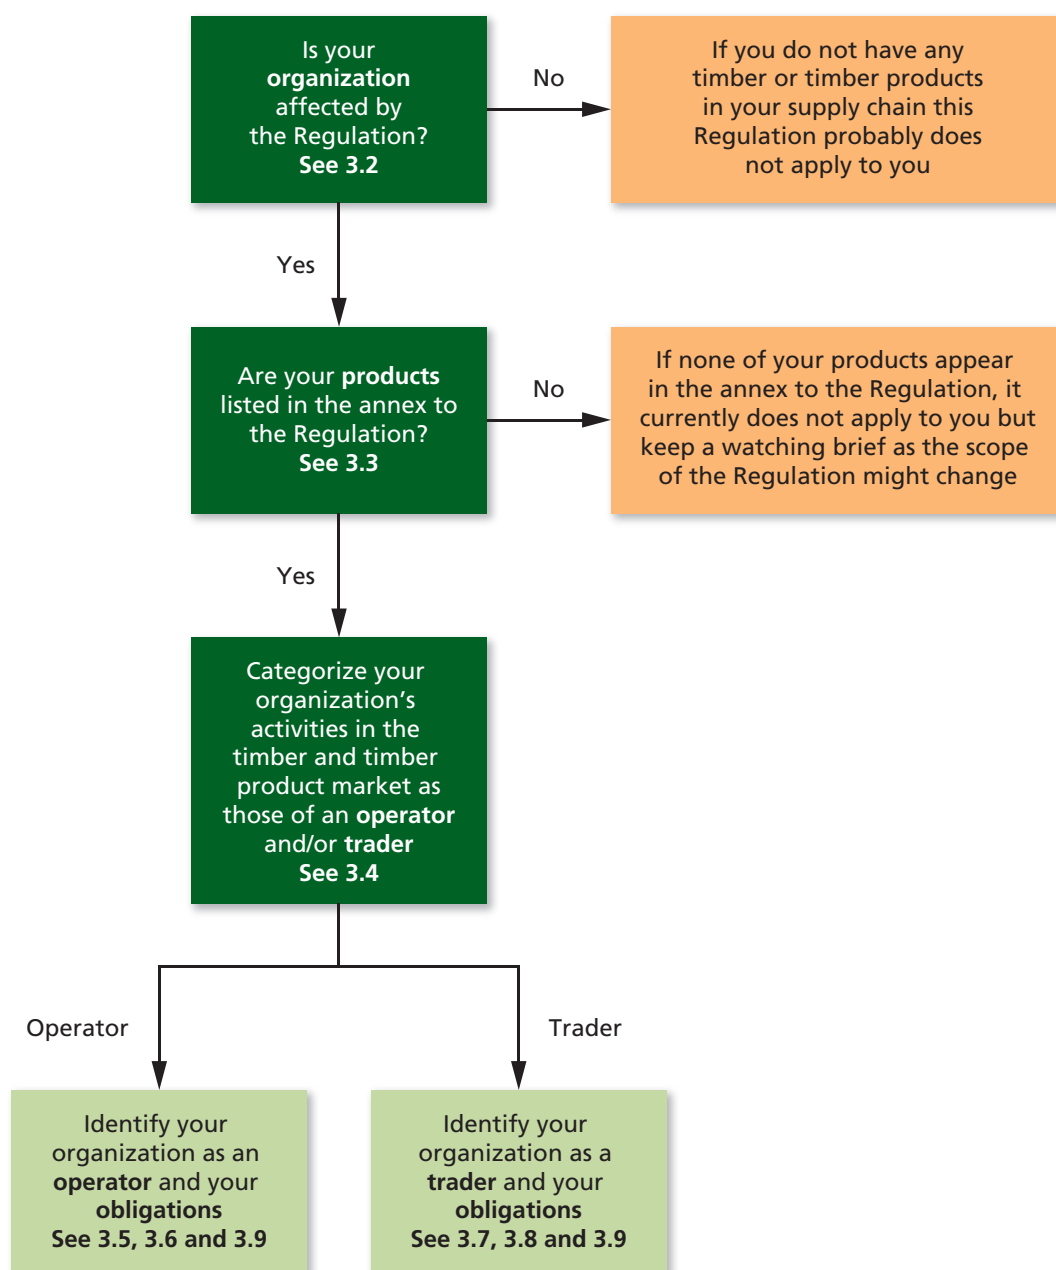 Is your
organization
affected by
the Regulation?
See 3.2
No
If you do not have any
timber or timber products
in your supply chain this
Regulation probably does
not apply to you
Yes
Are your products
listed in the annex to
the Regulation?
See 3.3
No
If none of your products appear
in the annex to the Regulation, it
currently does not apply to you but
keep a watching brief as the scope
of the Regulation might change
Yes
Categorize your
organization’s
activities in the
timber and timber
product market as
those of an operator
and/or trader
See 3.4
Operator
Trader
Identify your
organization as an
operator and your
obligations
See 3.5, 3.6 and 3.9
Identify your
organization as a
trader and your
obligations
See 3.7, 3.8 and 3.9